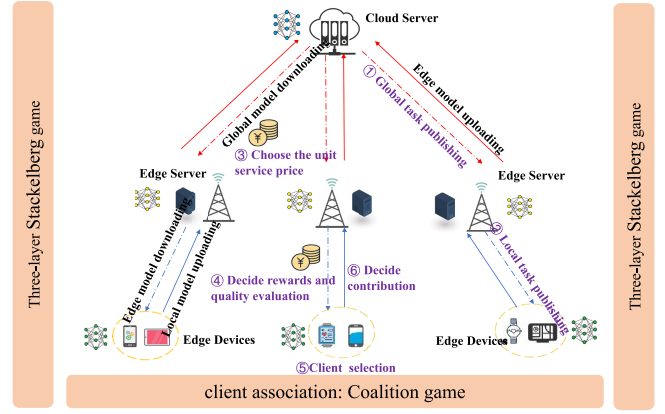 Cloud Server
Three-layer Stackelberg game
Global model downloading
① Global task publishing
Edge model uploading
¥
③ Choose the unit
service price
Edge Server
Edge Server
Edge model downloading
Local model uploading
¥
④ Decide rewards and
quality evaluation
⑥ Decide
contribution
② Local task publishing
Edge Devices
Edge Devices
⑤Client selection
client association: Coalition game
Three-layer Stackelberg game